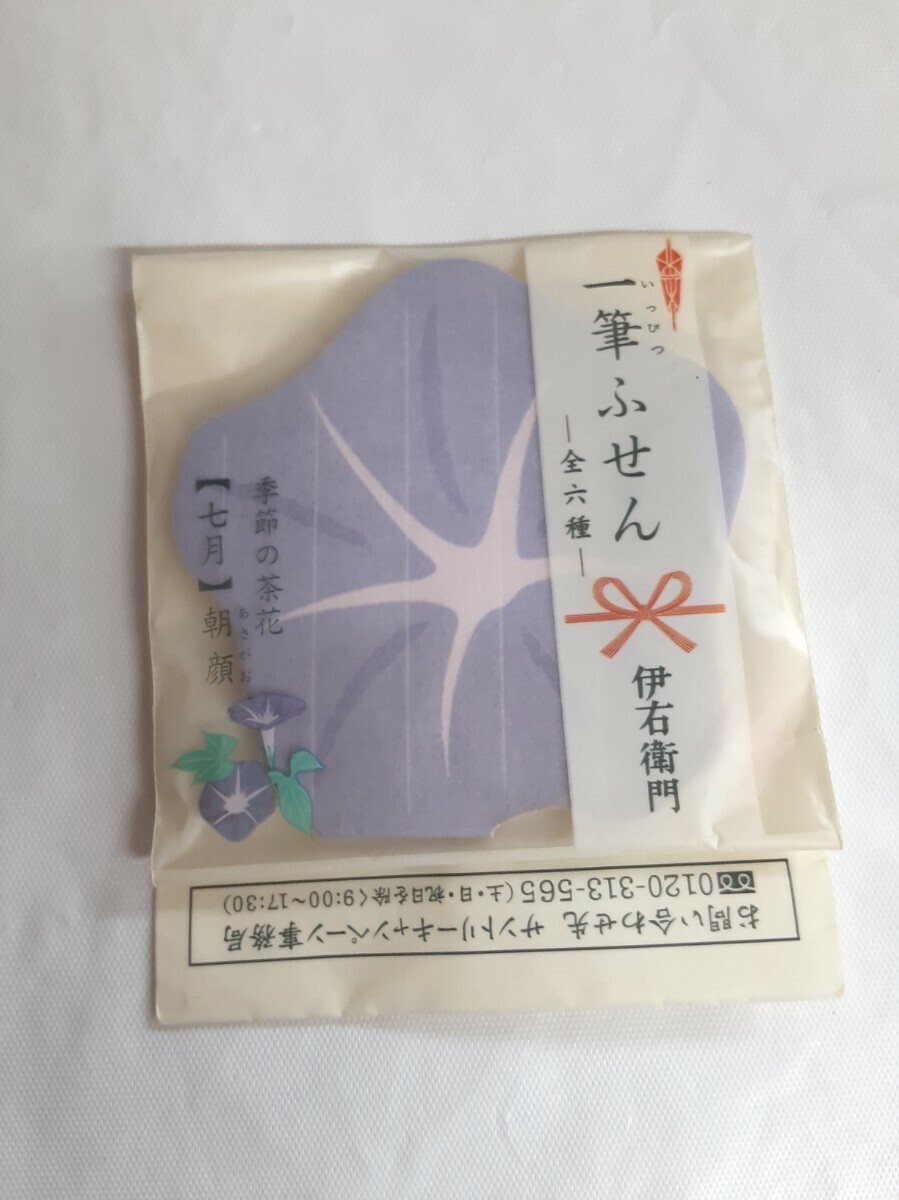 一筆ふせん
いっぴつ
―全六種―
伊右衛門
季節の茶花
【七月】朝顔
あさがお
お問い合わせ先 サントリーキャンペーン事務局
0120-313-565(土・日・祝日を除く9:00〜17:30)